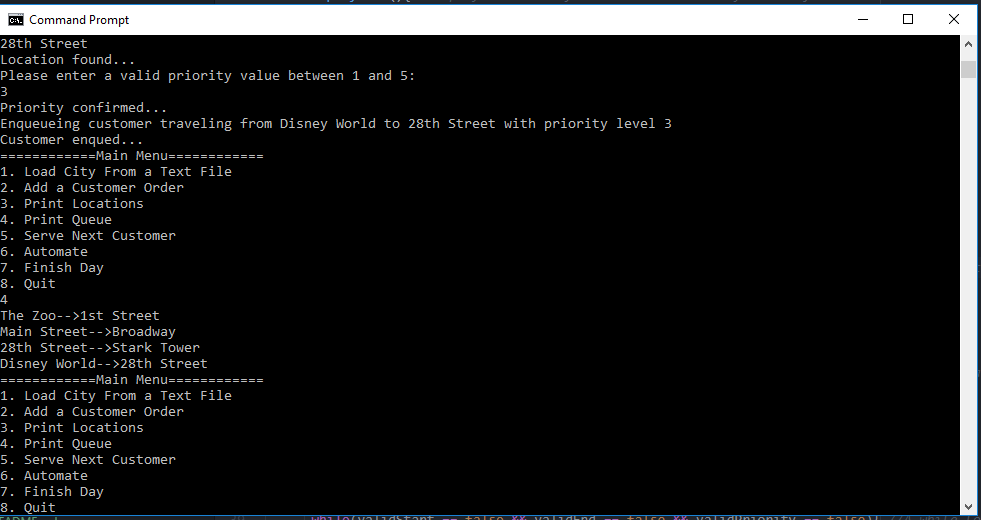 Command Prompt
28th Street
Location found...
Please enter a valid priority value between 1 and 5:
3
Priority confirmed...
Enqueueing customer traveling from Disney World to 28th Street with priority level 3
Customer enqued...
============Main Menu============
1. Load City From a Text File
2. Add a Customer Order
3. Print Locations
4. Print Queue
5. Serve Next Customer
6. Automate
7. Finish Day
8. Quit
4
The Zoo-->1st Street
Main Street-->Broadway
28th Street-->Stark Tower
Disney World-->28th Street
============Main Menu============
1. Load City From a Text File
2. Add a Customer Order
3. Print Locations
4. Print Queue
5. Serve Next Customer
6. Automate
7. Finish Day
8. Quit